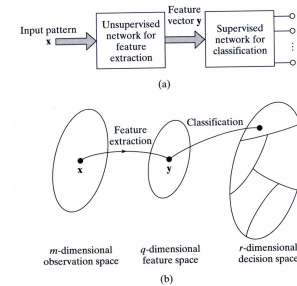 Input pattern
x
Unsupervised
network for
feature
extraction
Feature
vector y
Supervised
network for
classification
(a)
Feature
extraction
Classification
x
y
m-dimensional
observation space
q-dimensional
feature space
r-dimensional
decision space
(b)